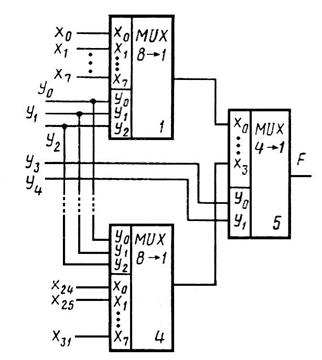 X0 X0 MUX
X1 X1 8→1
X7 X7
y0 y0
y1 y1
y2 y2 1
y3
y4
X0 MUX
X3 4→1 F
y0
y1 5
y0 MUX
y1 8→1
y2
X24 X0
X25 X1
X31 X7 4